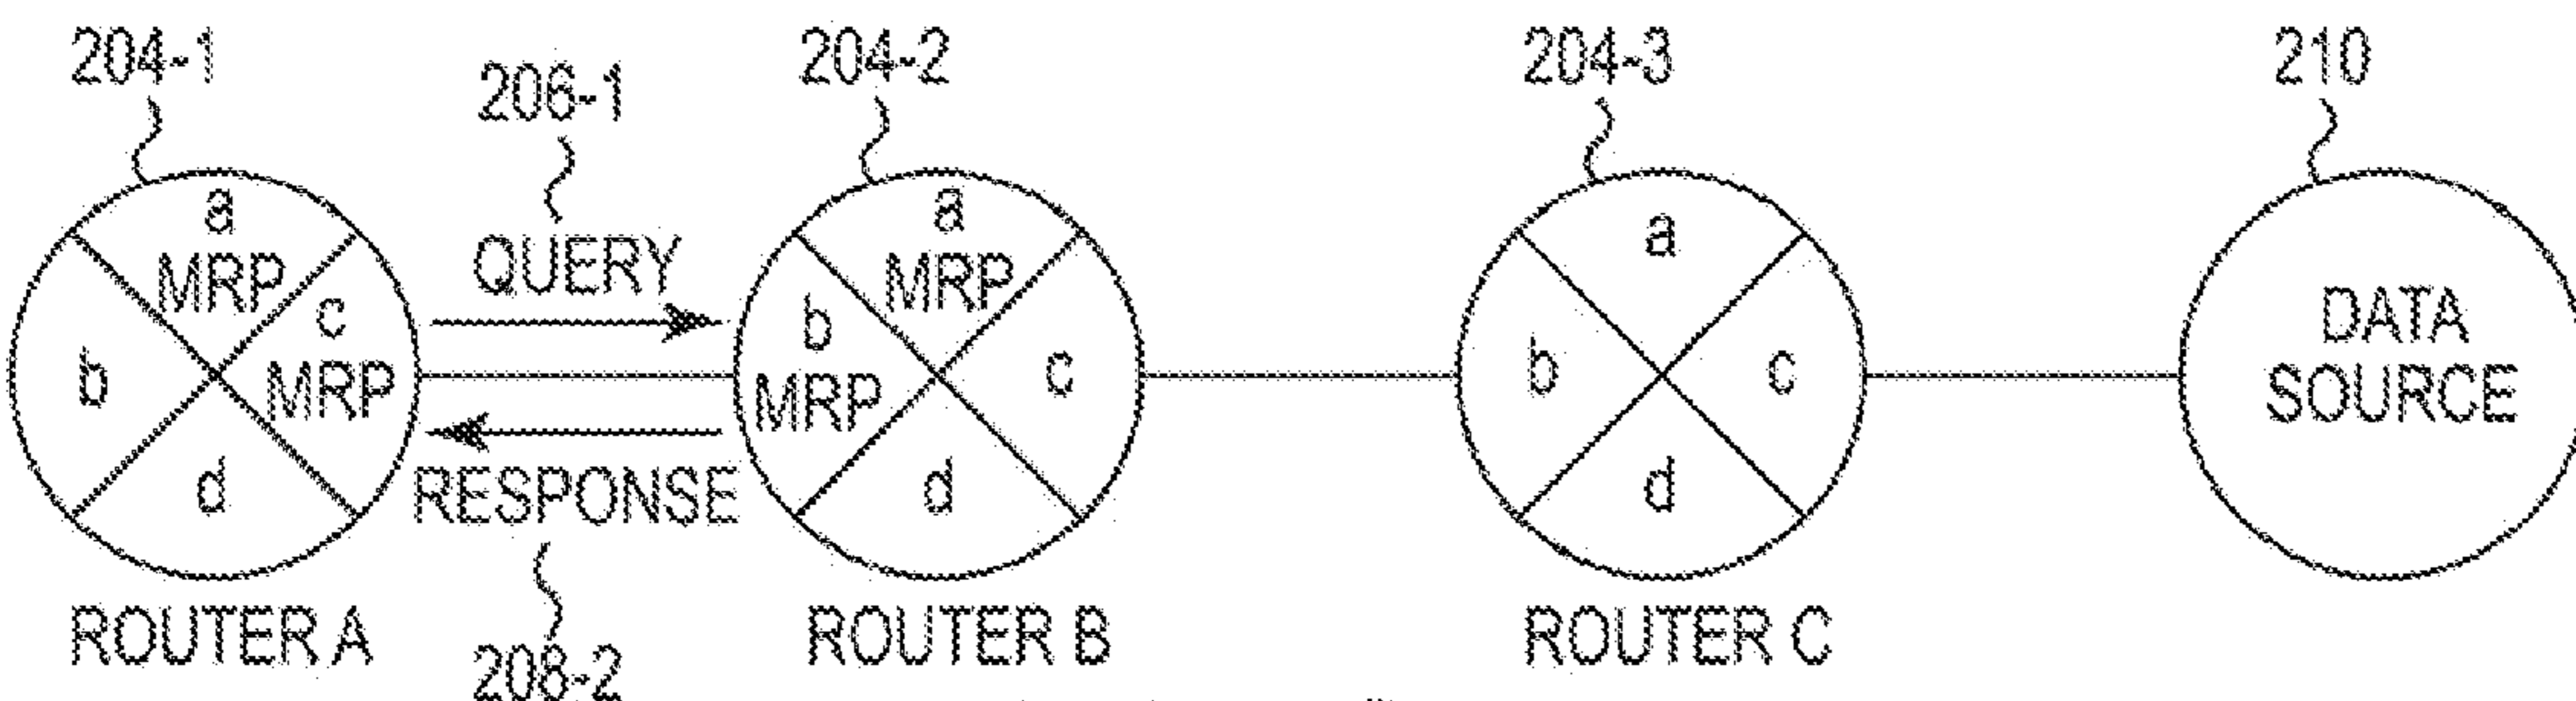 204-1
206-1
204-2
204-3
210
a
MRP
b
c
MRP
d
QUERY
RESPONSE
a
MRP
b
MRP
c
d
a
b
c
d
DATA
SOURCE
ROUTER A
208-2
ROUTER B
ROUTER C